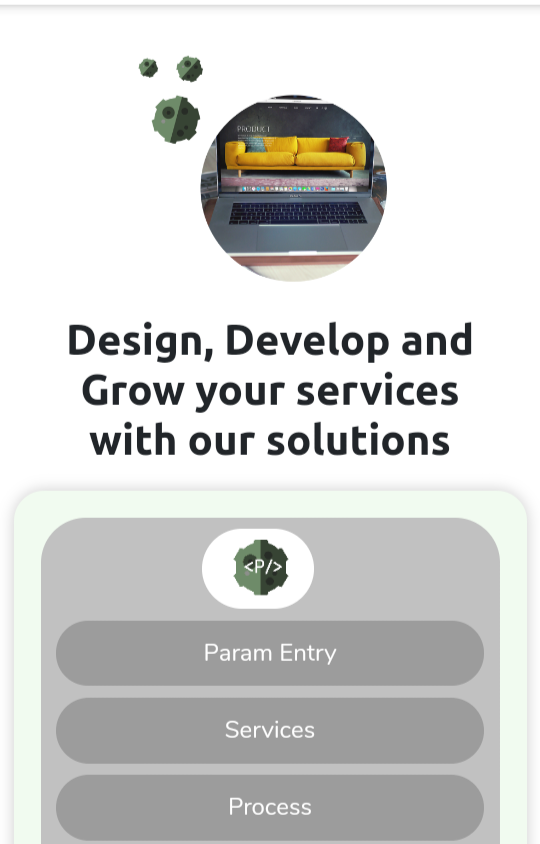 PRODUCT
Design, Develop and
Grow your services
with our solutions
<P/>
Param Entry
Services
Process